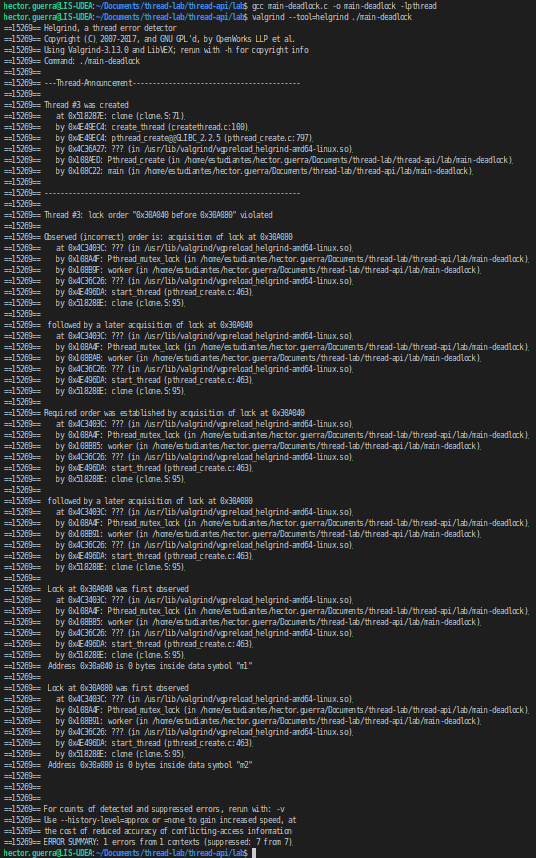 hector.guerra@LIS-UDEA:~/Documents/thread-lab/thread-api/lab$ gcc main-deadlock.c -o main-deadlock -lpthread
hector.guerra@LIS-UDEA:~/Documents/thread-lab/thread-api/lab$ valgrind --tool=helgrind ./main-deadlock
==15269== Helgrind, a thread error detector
==15269== Copyright (C) 2007-2017, and GNU GPL'd, by OpenWorks LLP et al.
==15269== Using Valgrind-3.13.0 and LibVEX; rerun with -h for copyright info
==15269== Command: ./main-deadlock
==15269==
==15269== ---Thread-Announcement------------------------------------------
==15269==
==15269== Thread #3 was created
==15269==    at 0x518287E: clone (clone.S:71)
==15269==    by 0x4E49EC4: create_thread (createthread.c:100)
==15269==    by 0x4E49EC4: pthread_create@@GLIBC_2.2.5 (pthread_create.c:797)
==15269==    by 0x4C36A27: ??? (in /usr/lib/valgrind/vgpreload_helgrind-amd64-linux.so)
==15269==    by 0x108AED: Pthread_create (in /home/estudiantes/hector.guerra/Documents/thread-lab/thread-api/lab/main-deadlock)
==15269==    by 0x108C22: main (in /home/estudiantes/hector.guerra/Documents/thread-lab/thread-api/lab/main-deadlock)
==15269==
==15269== ----------------------------------------------------------------
==15269==
==15269== Thread #3: lock order "0x30A040 before 0x30A080" violated
==15269==
==15269== Observed (incorrect) order is: acquisition of lock at 0x30A080
==15269==    at 0x4C3403C: ??? (in /usr/lib/valgrind/vgpreload_helgrind-amd64-linux.so)
==15269==    by 0x108A4F: Pthread_mutex_lock (in /home/estudiantes/hector.guerra/Documents/thread-lab/thread-api/lab/main-deadlock)
==15269==    by 0x108B9F: worker (in /home/estudiantes/hector.guerra/Documents/thread-lab/thread-api/lab/main-deadlock)
==15269==    by 0x4C36C26: ??? (in /usr/lib/valgrind/vgpreload_helgrind-amd64-linux.so)
==15269==    by 0x4E496DA: start_thread (pthread_create.c:463)
==15269==    by 0x518288E: clone (clone.S:95)
==15269==
==15269==  followed by a later acquisition of lock at 0x30A040
==15269==    at 0x4C3403C: ??? (in /usr/lib/valgrind/vgpreload_helgrind-amd64-linux.so)
==15269==    by 0x108A4F: Pthread_mutex_lock (in /home/estudiantes/hector.guerra/Documents/thread-lab/thread-api/lab/main-deadlock)
==15269==    by 0x108BAB: worker (in /home/estudiantes/hector.guerra/Documents/thread-lab/thread-api/lab/main-deadlock)
==15269==    by 0x4C36C26: ??? (in /usr/lib/valgrind/vgpreload_helgrind-amd64-linux.so)
==15269==    by 0x4E496DA: start_thread (pthread_create.c:463)
==15269==    by 0x518288E: clone (clone.S:95)
==15269==
==15269== Required order was established by acquisition of lock at 0x30A040
==15269==    at 0x4C3403C: ??? (in /usr/lib/valgrind/vgpreload_helgrind-amd64-linux.so)
==15269==    by 0x108A4F: Pthread_mutex_lock (in /home/estudiantes/hector.guerra/Documents/thread-lab/thread-api/lab/main-deadlock)
==15269==    by 0x108B85: worker (in /home/estudiantes/hector.guerra/Documents/thread-lab/thread-api/lab/main-deadlock)
==15269==    by 0x4C36C26: ??? (in /usr/lib/valgrind/vgpreload_helgrind-amd64-linux.so)
==15269==    by 0x4E496DA: start_thread (pthread_create.c:463)
==15269==    by 0x518288E: clone (clone.S:95)
==15269==
==15269==  followed by a later acquisition of lock at 0x30A080
==15269==    at 0x4C3403C: ??? (in /usr/lib/valgrind/vgpreload_helgrind-amd64-linux.so)
==15269==    by 0x108A4F: Pthread_mutex_lock (in /home/estudiantes/hector.guerra/Documents/thread-lab/thread-api/lab/main-deadlock)
==15269==    by 0x108B91: worker (in /home/estudiantes/hector.guerra/Documents/thread-lab/thread-api/lab/main-deadlock)
==15269==    by 0x4C36C26: ??? (in /usr/lib/valgrind/vgpreload_helgrind-amd64-linux.so)
==15269==    by 0x4E496DA: start_thread (pthread_create.c:463)
==15269==    by 0x518288E: clone (clone.S:95)
==15269==
==15269==  Lock at 0x30A040 was first observed
==15269==    at 0x4C3403C: ??? (in /usr/lib/valgrind/vgpreload_helgrind-amd64-linux.so)
==15269==    by 0x108A4F: Pthread_mutex_lock (in /home/estudiantes/hector.guerra/Documents/thread-lab/thread-api/lab/main-deadlock)
==15269==    by 0x108B85: worker (in /home/estudiantes/hector.guerra/Documents/thread-lab/thread-api/lab/main-deadlock)
==15269==    by 0x4C36C26: ??? (in /usr/lib/valgrind/vgpreload_helgrind-amd64-linux.so)
==15269==    by 0x4E496DA: start_thread (pthread_create.c:463)
==15269==    by 0x518288E: clone (clone.S:95)
==15269==  Address 0x30a040 is 0 bytes inside data symbol "m1"
==15269==
==15269==  Lock at 0x30A080 was first observed
==15269==    at 0x4C3403C: ??? (in /usr/lib/valgrind/vgpreload_helgrind-amd64-linux.so)
==15269==    by 0x108A4F: Pthread_mutex_lock (in /home/estudiantes/hector.guerra/Documents/thread-lab/thread-api/lab/main-deadlock)
==15269==    by 0x108B91: worker (in /home/estudiantes/hector.guerra/Documents/thread-lab/thread-api/lab/main-deadlock)
==15269==    by 0x4C36C26: ??? (in /usr/lib/valgrind/vgpreload_helgrind-amd64-linux.so)
==15269==    by 0x4E496DA: start_thread (pthread_create.c:463)
==15269==    by 0x518288E: clone (clone.S:95)
==15269==  Address 0x30a080 is 0 bytes inside data symbol "m2"
==15269==
==15269==
==15269==
==15269== For counts of detected and suppressed errors, rerun with: -v
==15269== Use --history-level=approx or =none to gain increased speed, at
==15269== the cost of reduced accuracy of conflicting-access information
==15269== ERROR SUMMARY: 1 errors from 1 contexts (suppressed: 7 from 7)
hector.guerra@LIS-UDEA:~/Documents/thread-lab/thread-api/lab$